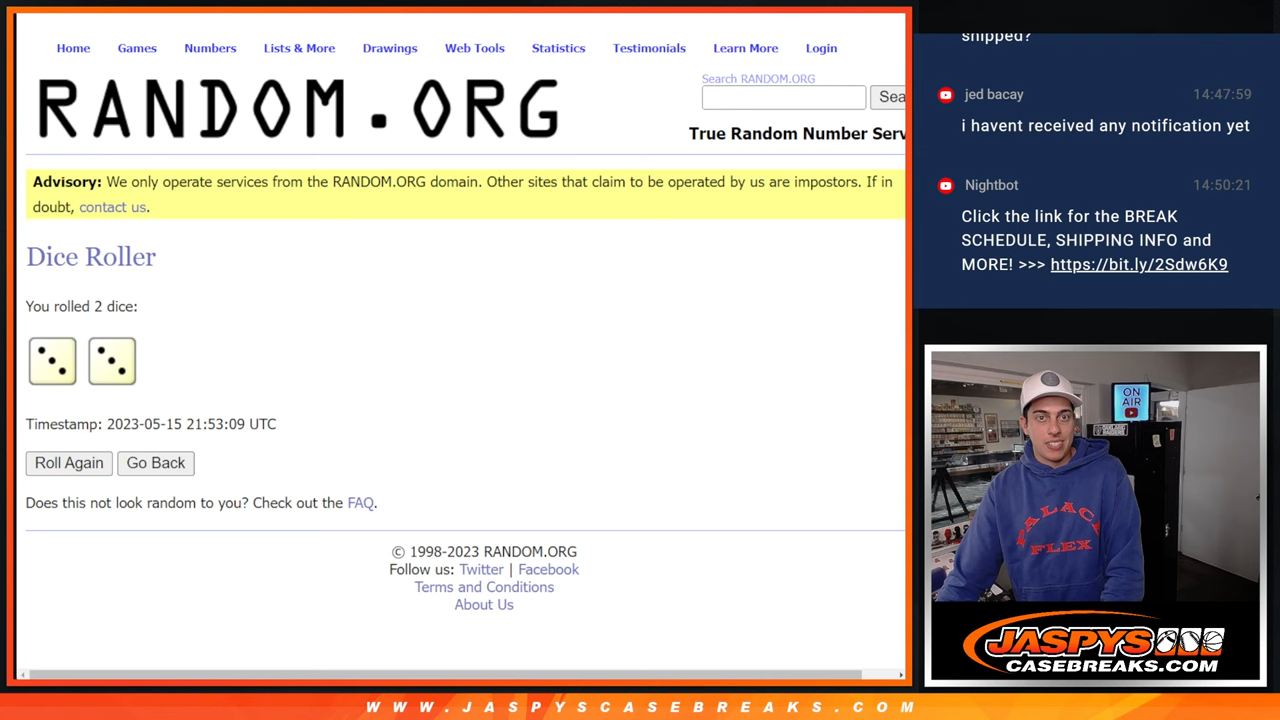 Home Games Numbers Lists & More Drawings Web Tools Statistics Testimonials Learn More Login
RANDOM.ORG
Search RANDOM.ORG
Sea
True Random Number Serv
Advisory: We only operate services from the RANDOM.ORG domain. Other sites that claim to be operated by us are impostors. If in
doubt, contact us.
Dice Roller
You rolled 2 dice:
Timestamp: 2023-05-15 21:53:09 UTC
Roll Again Go Back
Does this not look random to you? Check out the FAQ.
© 1998-2023 RANDOM.ORG
Follow us: Twitter | Facebook
Terms and Conditions
About Us
shipped?
jed bacay 14:47:59
i havent received any notification yet
Nightbot 14:50:21
Click the link for the BREAK
SCHEDULE, SHIPPING INFO and
MORE! >>> https://bit.ly/2Sdw6K9
ON
AIR
PALACE
FLEX
JASPYS
CASEBREAKS.COM
WWW.JASPYSCASEBREAKS.COM